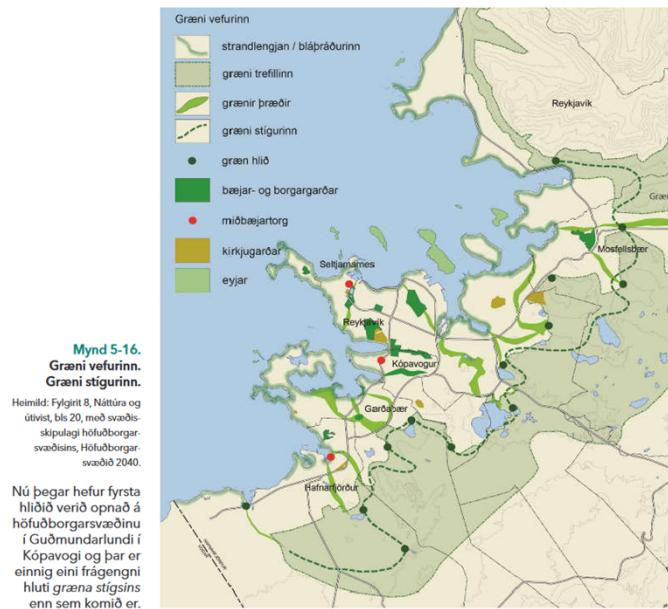 Græni vefurinn
strandlengjan / bláþráðurinn
græni trefillinn
grænir þræðir
græni stígurinn
græn hlið
bæjar- og borgargarðar
miðbæjartorg
kirkjugarðar
eyjar
Reykjavík
Mosfellsbær
Seltjarnarnes
Reykjavík
Kópavogur
Garðabær
Hafnarfjörður
Mynd 5-16.
Græni vefurinn.
Græni stígurinn.
Heimild: Fylgirit 8, Náttúra og
útivist, bls 20, með svæðis-
skipulagi höfuðborgar-
svæðisins, Höfuðborgar-
svæðið 2040.
Nú þegar hefur fyrsta
hliðið verið opnað á
höfuðborgarsvæðinu
í Guðmundarlundi í
Kópavogi og þar er
einnig eini frágengni
hluti græna stígsins
enn sem komið er.